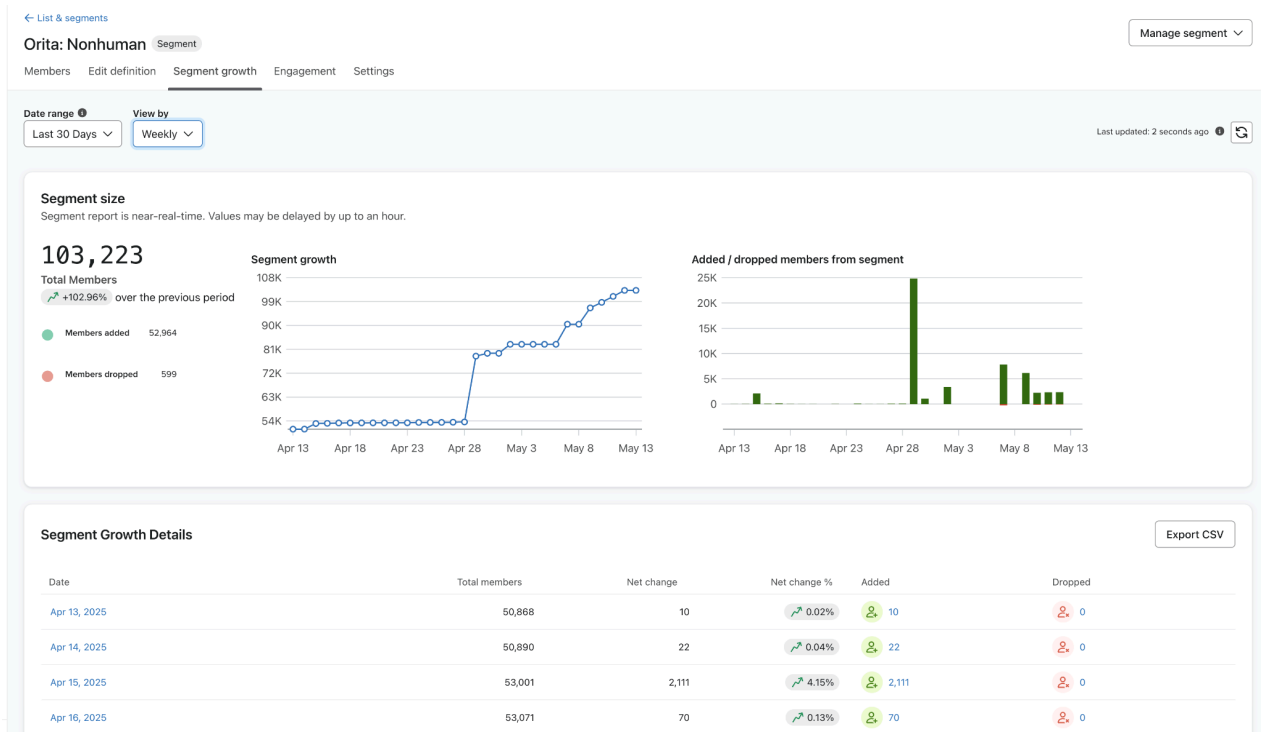 ← List & segments
Orita: Nonhuman Segment
Manage segment
Members Edit definition Segment growth Engagement Settings
Date range View by
Last 30 Days Weekly
Last updated: 2 seconds ago
Segment size
Segment report is near-real-time. Values may be delayed by up to an hour.
103,223
Total Members
+102.96% over the previous period
Members added 52,964
Members dropped 599
Segment growth
108K
99K
90K
81K
72K
63K
54K
Apr 13 Apr 18 Apr 23 Apr 28 May 3 May 8 May 13
Added / dropped members from segment
25K
20K
15K
10K
5K
0
Apr 13 Apr 18 Apr 23 Apr 28 May 3 May 8 May 13
Segment Growth Details
Export CSV
Date Total members Net change Net change % Added Dropped
Apr 13, 2025 50,868 10 0.02% 10 0
Apr 14, 2025 50,890 22 0.04% 22 0
Apr 15, 2025 53,001 2,111 4.15% 2,111 0
Apr 16, 2025 53,071 70 0.13% 70 0